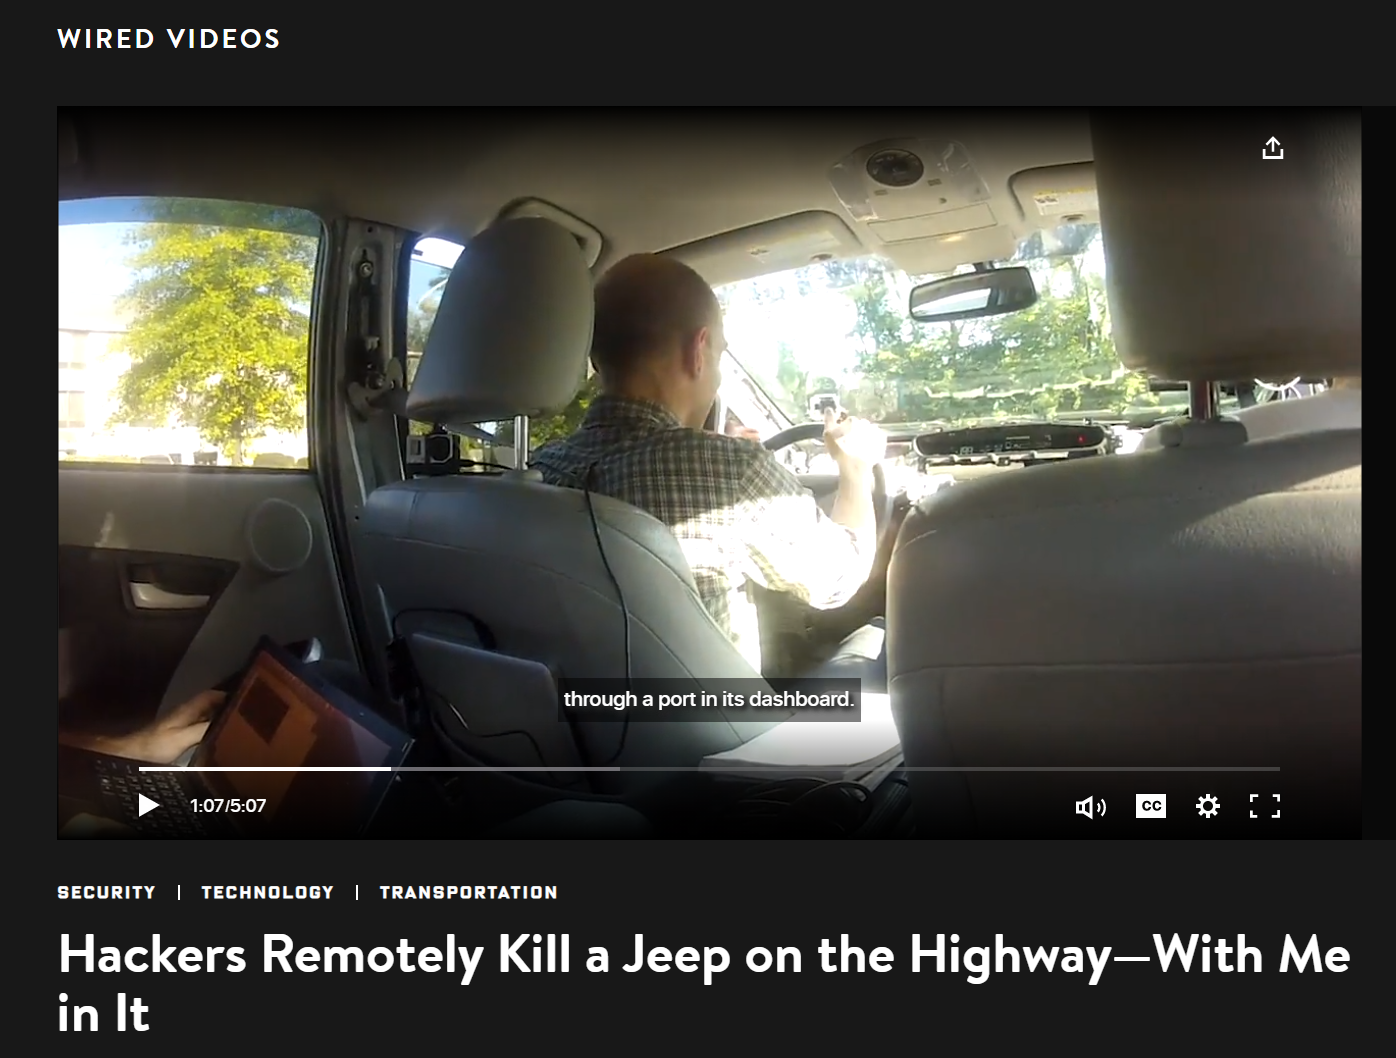 WIRED VIDEOS
through a port in its dashboard.
1:07/5:07
CC
SECURITY | TECHNOLOGY | TRANSPORTATION
Hackers Remotely Kill a Jeep on the Highway—With Me
in It